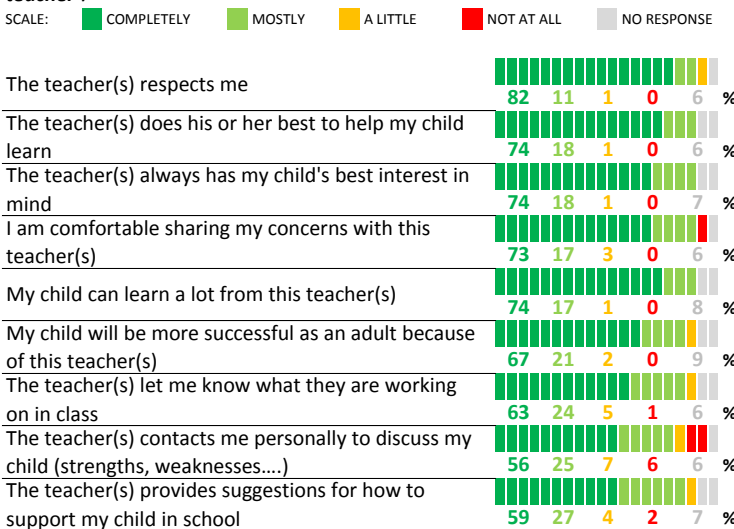 SCALE: COMPLETELY MOSTLY A LITTLE NOT AT ALL NO RESPONSE
The teacher(s) respects me
82 11 1 0 6 %
The teacher(s) does his or her best to help my child
learn
74 18 1 0 6 %
The teacher(s) always has my child's best interest in
mind
74 18 1 0 7 %
I am comfortable sharing my concerns with this
teacher(s)
73 17 3 0 6 %
My child can learn a lot from this teacher(s)
74 17 1 0 8 %
My child will be more successful as an adult because
of this teacher(s)
67 21 2 0 9 %
The teacher(s) let me know what they are working
on in class
63 24 5 1 6 %
The teacher(s) contacts me personally to discuss my
child (strengths, weaknesses....)
56 25 7 6 6 %
The teacher(s) provides suggestions for how to
support my child in school
59 27 4 2 7 %